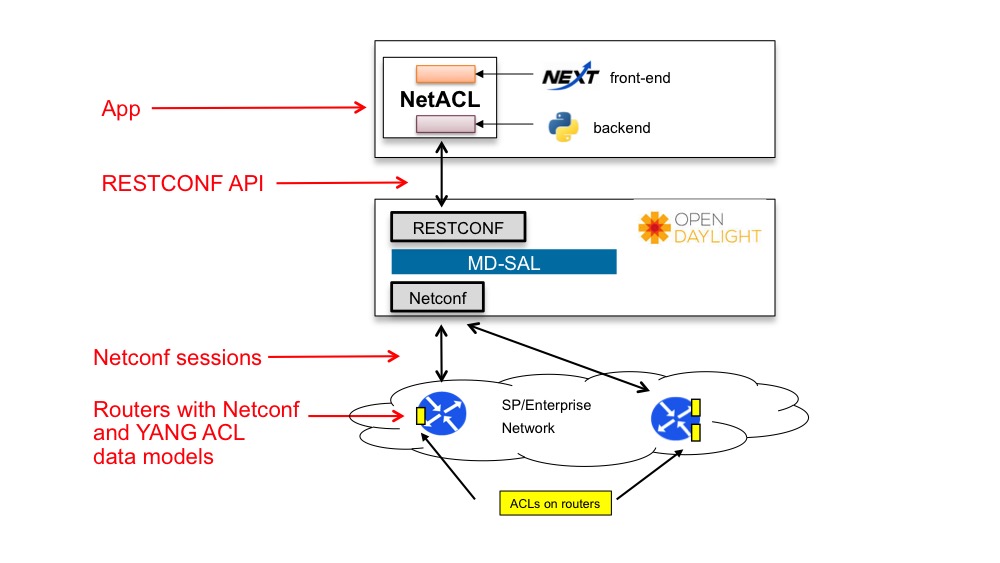 App
NetACL
NEXT front-end
backend
RESTCONF API
RESTCONF
OPEN
DAYLIGHT
MD-SAL
Netconf
Netconf sessions
Routers with Netconf
and YANG ACL
data models
SP/Enterprise
Network
ACLs on routers